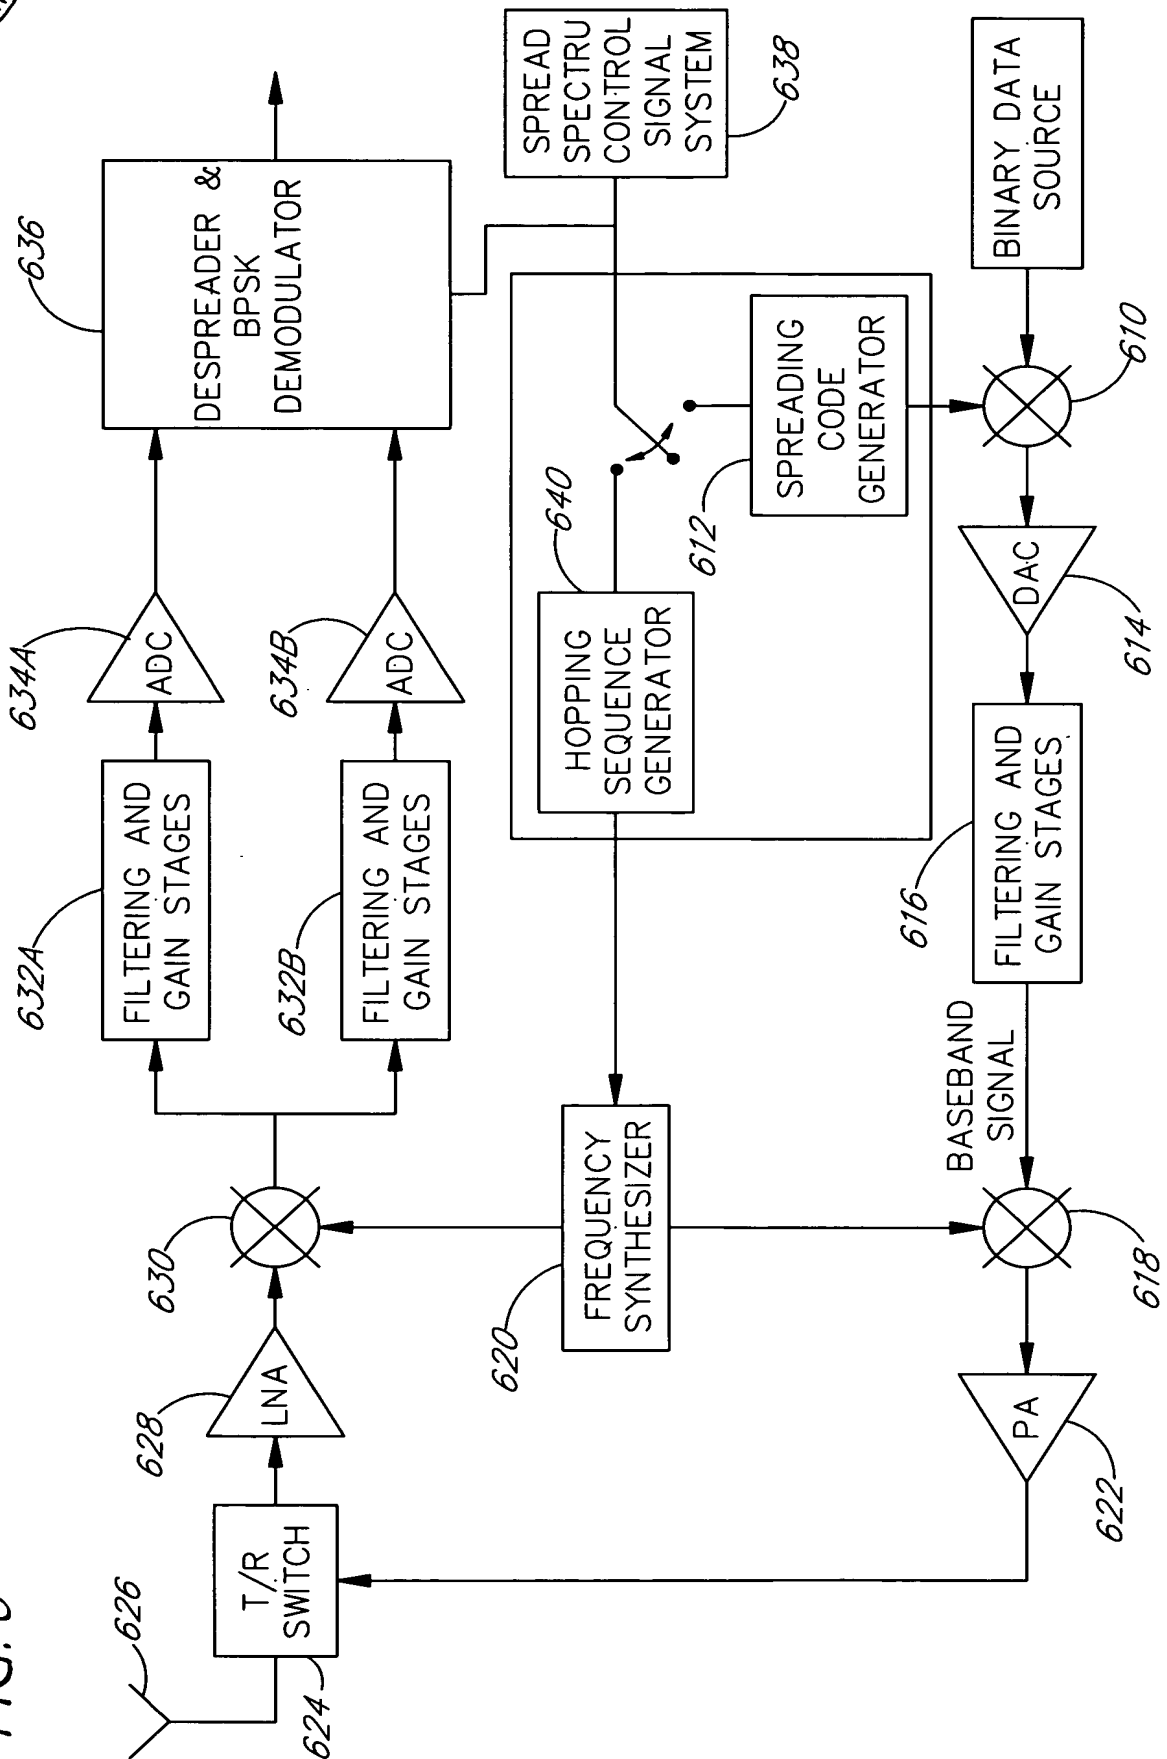 626
T/R
SWITCH
624
628
LNA
630
632A
FILTERING AND
GAIN STAGES
634A
ADC
636
DESPREADER &
BPSK
DEMODULATOR
632B
FILTERING AND
GAIN STAGES
634B
ADC
620
FREQUENCY
SYNTHESIZER
640
HOPPING
SEQUENCE
GENERATOR
612
SPREADING
CODE
GENERATOR
SPREAD
SPECTRU
CONTROL
SIGNAL
SYSTEM
638
622
PA
618
BASEBAND
SIGNAL
616
FILTERING AND
GAIN STAGES
614
DAC
610
BINARY DATA
SOURCE